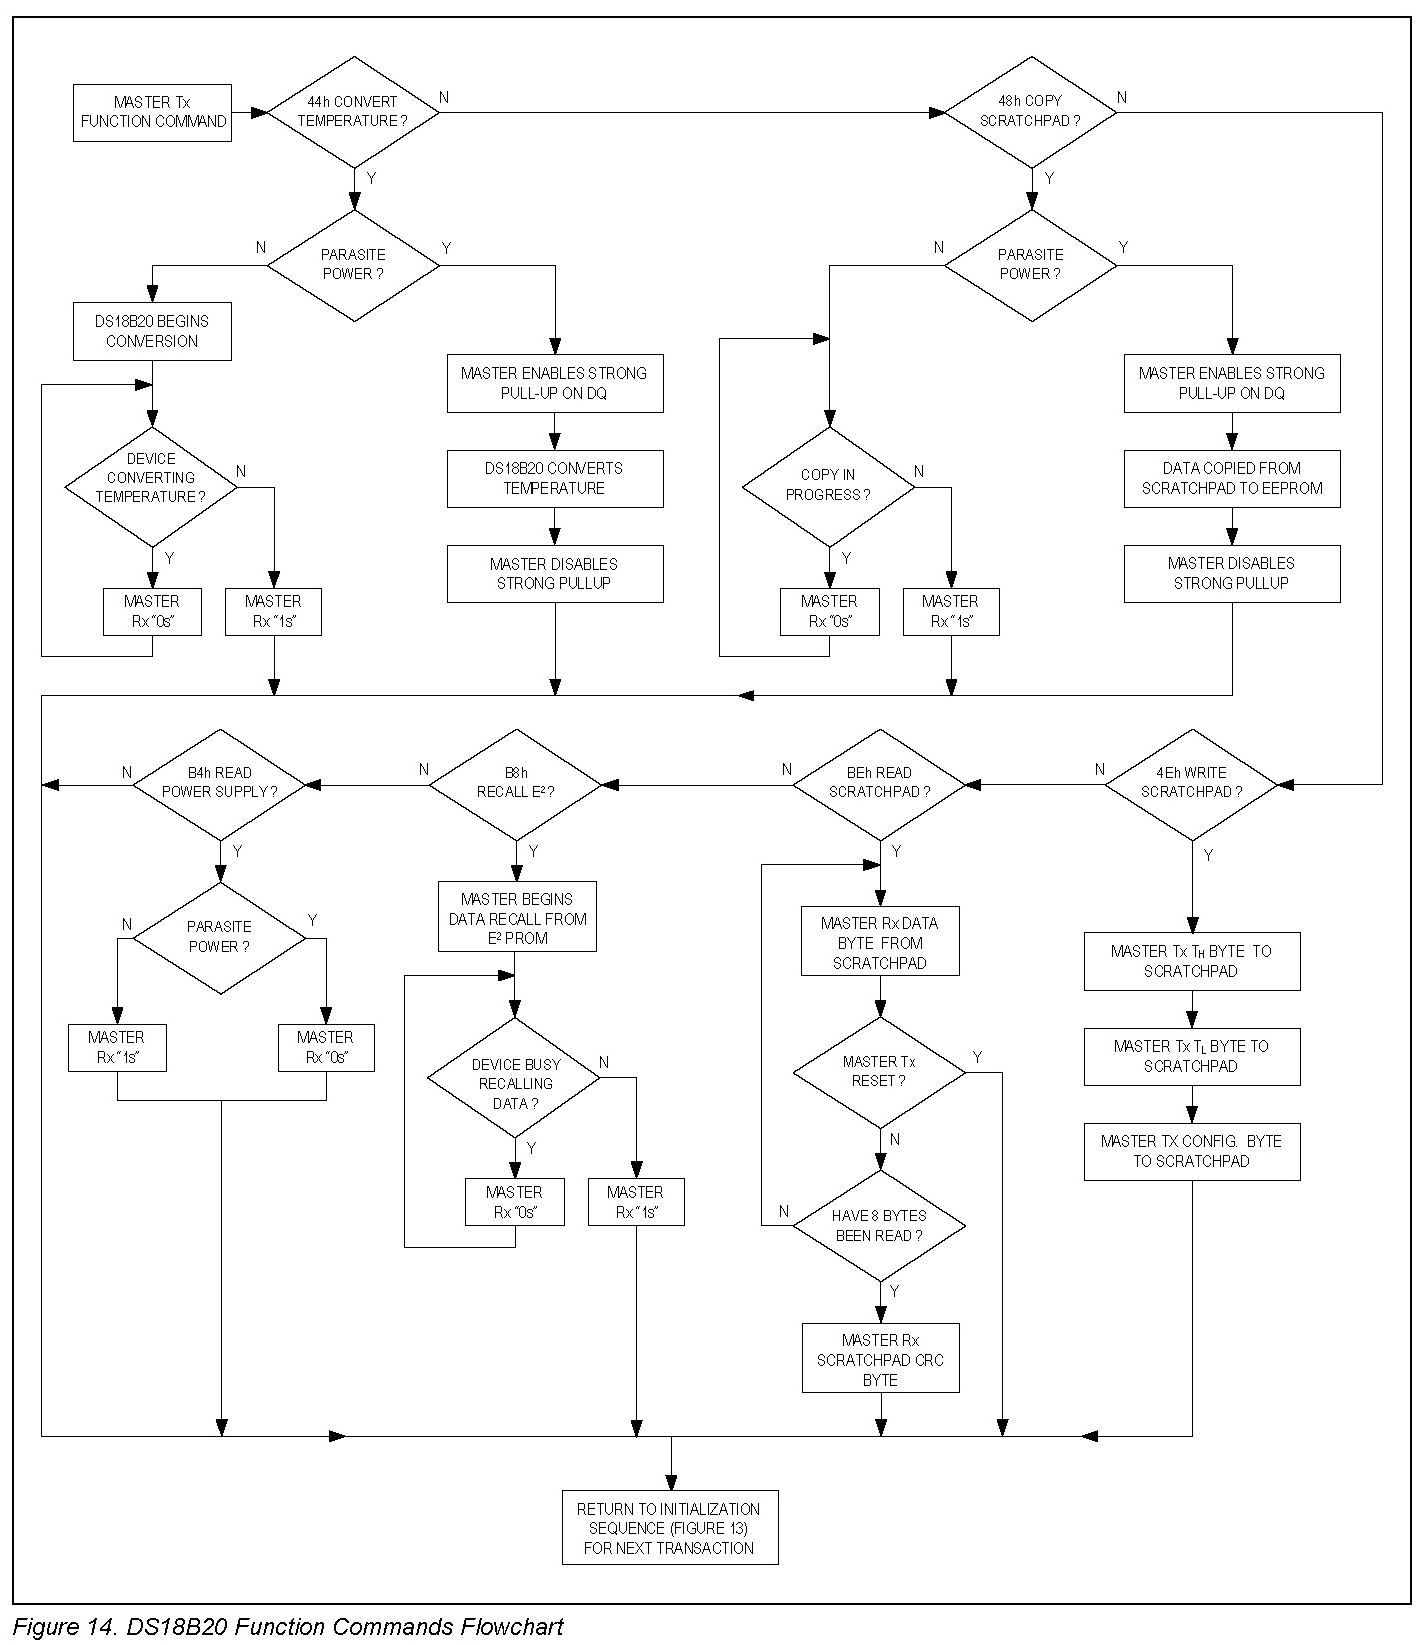 MASTER Tx
FUNCTION COMMAND
44h CONVERT
TEMPERATURE ?
N
Y
48h COPY
SCRATCHPAD ?
N
Y
PARASITE
POWER ?
N
Y
PARASITE
POWER ?
N
Y
DS18B20 BEGINS
CONVERSION
MASTER ENABLES STRONG
PULL-UP ON DQ
MASTER ENABLES STRONG
PULL-UP ON DQ
DEVICE
CONVERTING
TEMPERATURE ?
N
Y
DS18B20 CONVERTS
TEMPERATURE
COPY IN
PROGRESS ?
N
Y
DATA COPIED FROM
SCRATCHPAD TO EEPROM
MASTER
Rx “0s”
MASTER
Rx “1s”
MASTER DISABLES
STRONG PULLUP
MASTER
Rx “0s”
MASTER
Rx “1s”
MASTER DISABLES
STRONG PULLUP
N
B4h READ
POWER SUPPLY ?
Y
N
B8h
RECALL E² ?
Y
N
BEh READ
SCRATCHPAD ?
Y
N
4Eh WRITE
SCRATCHPAD ?
Y
N
PARASITE
POWER ?
Y
MASTER
Rx “1s”
MASTER
Rx “0s”
MASTER BEGINS
DATA RECALL FROM
E² PROM
DEVICE BUSY
RECALLING
DATA ?
N
Y
MASTER
Rx “0s”
MASTER
Rx “1s”
MASTER Rx DATA
BYTE FROM
SCRATCHPAD
MASTER Tx
RESET ?
Y
N
HAVE 8 BYTES
BEEN READ ?
N
Y
MASTER Rx
SCRATCHPAD CRC
BYTE
MASTER Tx TH BYTE TO
SCRATCHPAD
MASTER Tx TL BYTE TO
SCRATCHPAD
MASTER TX CONFIG. BYTE
TO SCRATCHPAD
RETURN TO INITIALIZATION
SEQUENCE (FIGURE 13)
FOR NEXT TRANSACTION
Figure 14. DS18B20 Function Commands Flowchart